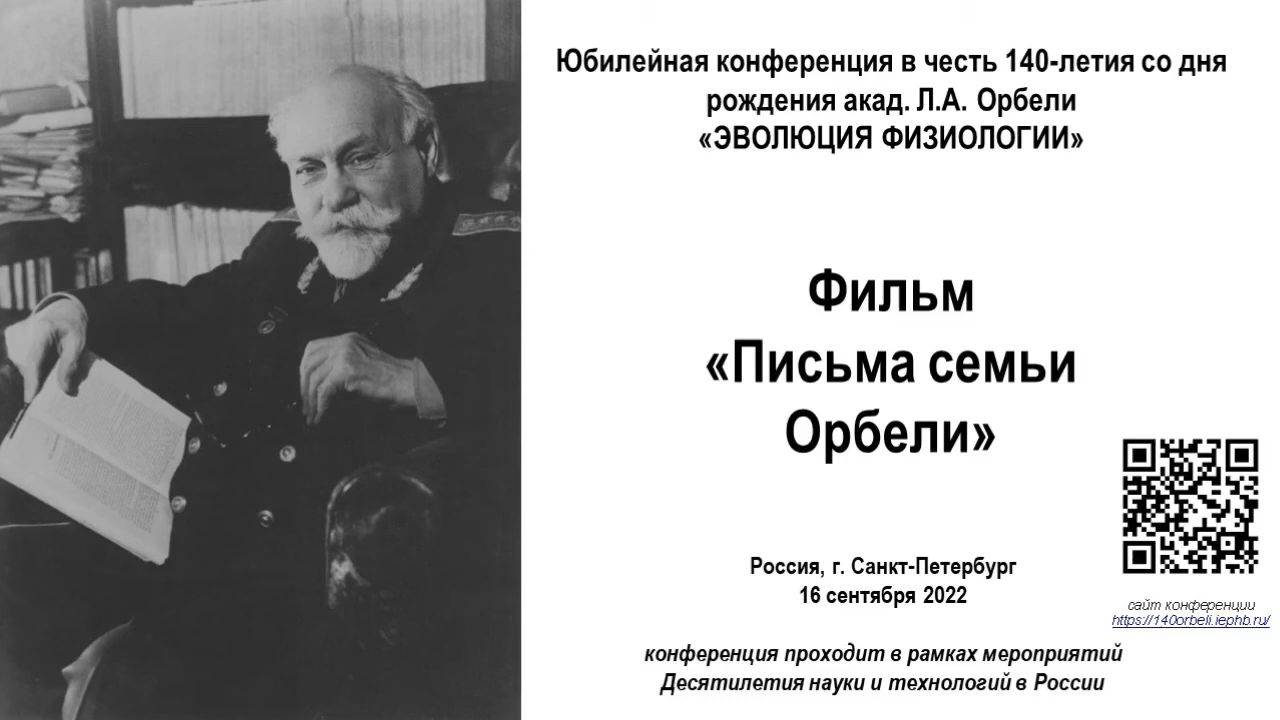 Юбилейная конференция в честь 140-летия со дня
рождения акад. Л.А. Орбели
«ЭВОЛЮЦИЯ ФИЗИОЛОГИИ»
Фильм
«Письма семьи
Орбели»
Россия, г. Санкт-Петербург
16 сентября 2022
сайт конференции
https://140orbeli.iephb.ru/
конференция проходит в рамках мероприятий
Десятилетия науки и технологий в России